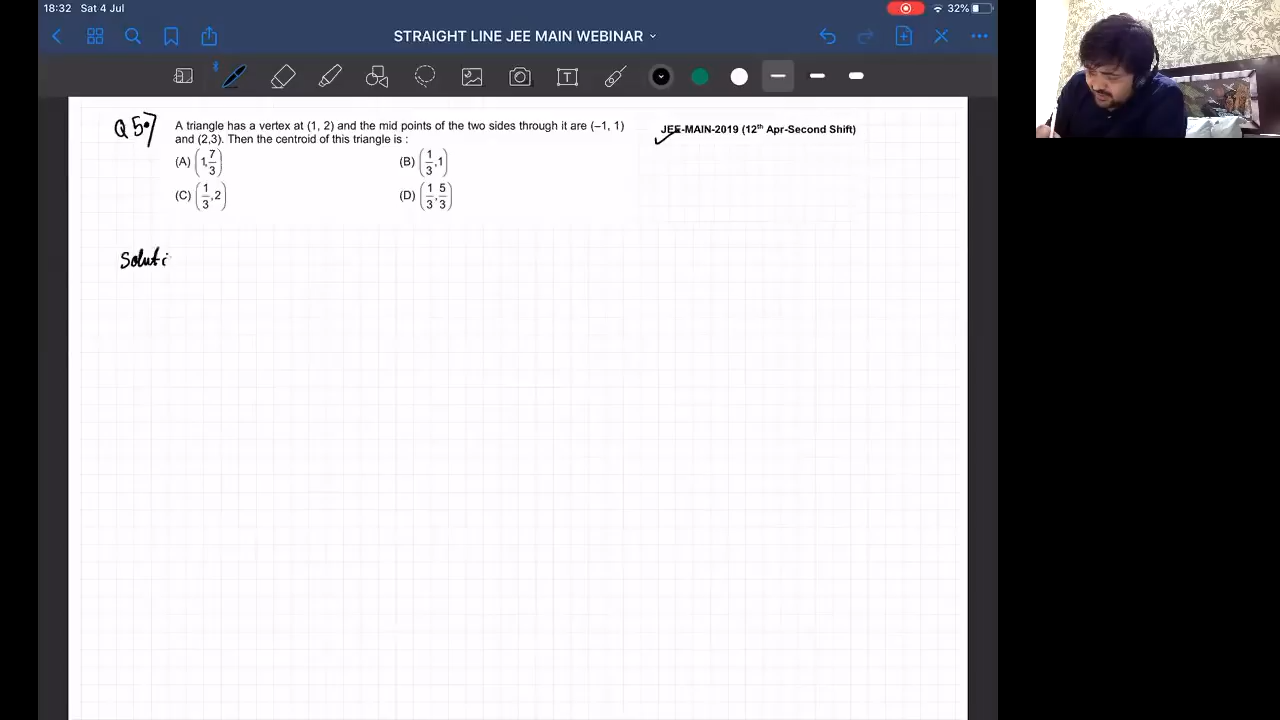 18:32 Sat 4 Jul
32%
STRAIGHT LINE JEE MAIN WEBINAR
T
Q5.
A triangle has a vertex at (1, 2) and the mid points of the two sides through it are (–1, 1)
and (2,3). Then the centroid of this triangle is :
JEE-MAIN-2019 (12th Apr-Second Shift)
(A) (1, 7/3) (B) (1/3, 1)
(C) (1/3, 2) (D) (1/3, 5/3)
Soluti